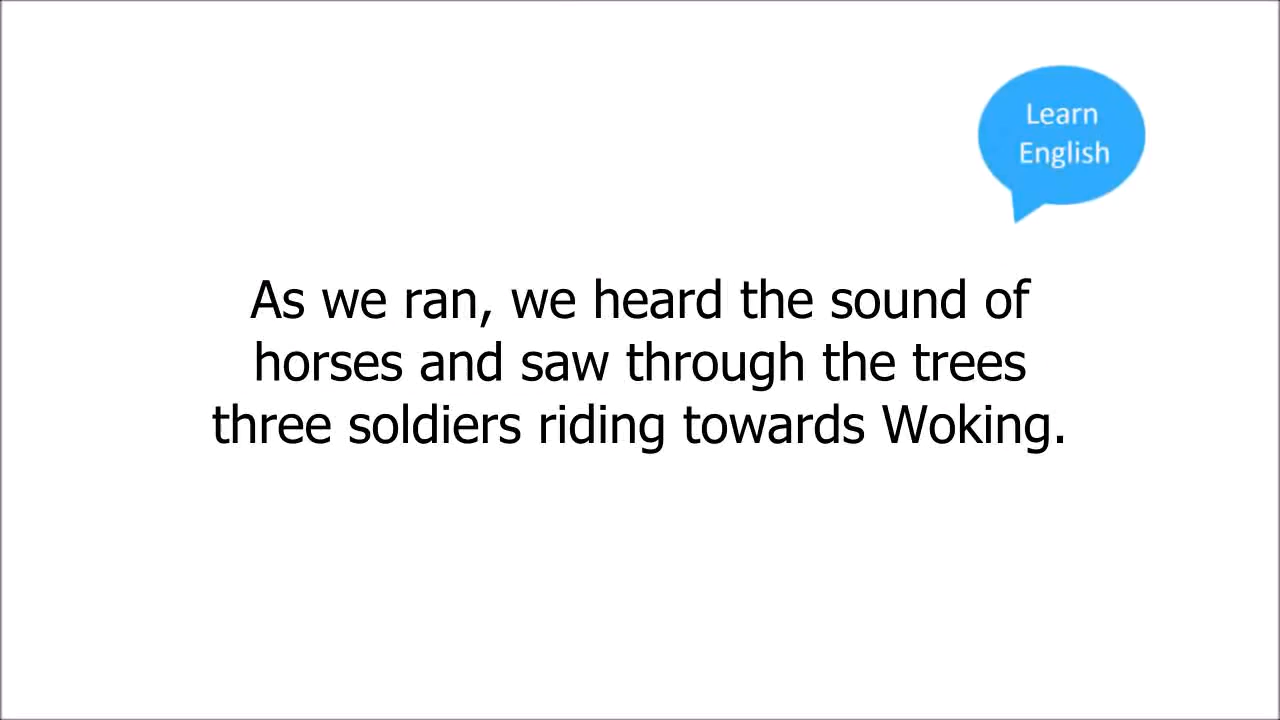 Learn
English
As we ran, we heard the sound of
horses and saw through the trees
three soldiers riding towards Woking.